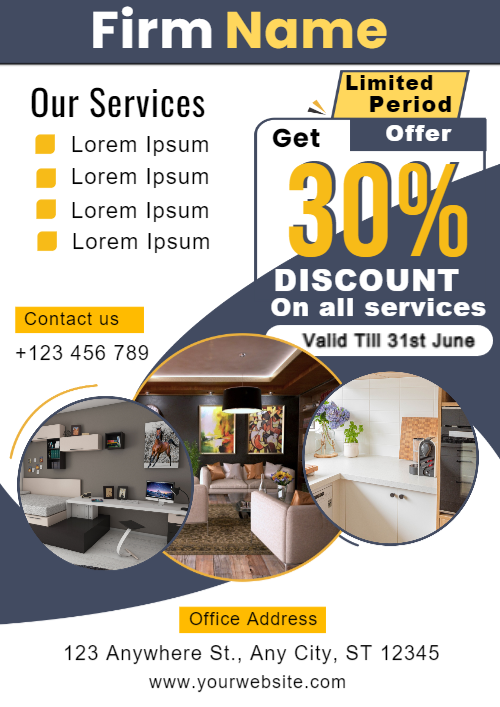 Firm Name
Our Services
Lorem Ipsum
Lorem Ipsum
Lorem Ipsum
Lorem Ipsum
Limited
Period
Get Offer
30%
DISCOUNT
On all services
Valid Till 31st June
Contact us
+123 456 789
Office Address
123 Anywhere St., Any City, ST 12345
www.yourwebsite.com